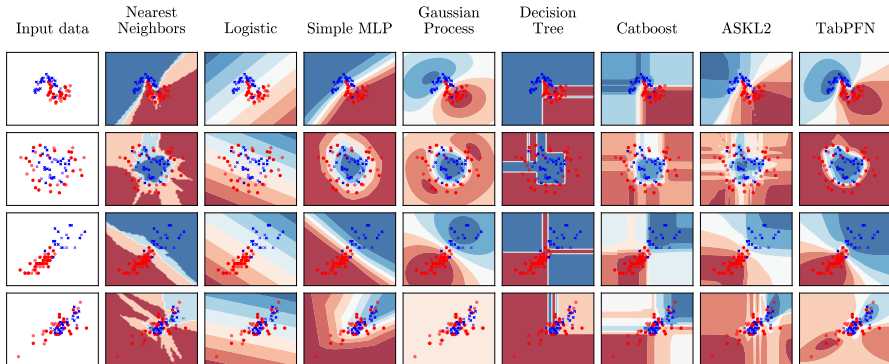 Input data
Nearest
Neighbors
Logistic
Simple MLP
Gaussian
Process
Decision
Tree
Catboost
ASKL2
TabPFN